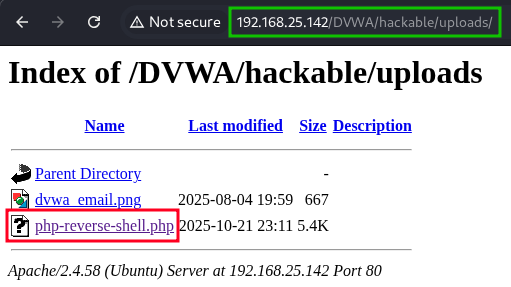 Not secure 192.168.25.142/DVWA/hackable/uploads/
Index of /DVWA/hackable/uploads
Name Last modified Size Description
Parent Directory -
dvwa_email.png 2025-08-04 19:59 667
php-reverse-shell.php 2025-10-21 23:11 5.4K
Apache/2.4.58 (Ubuntu) Server at 192.168.25.142 Port 80